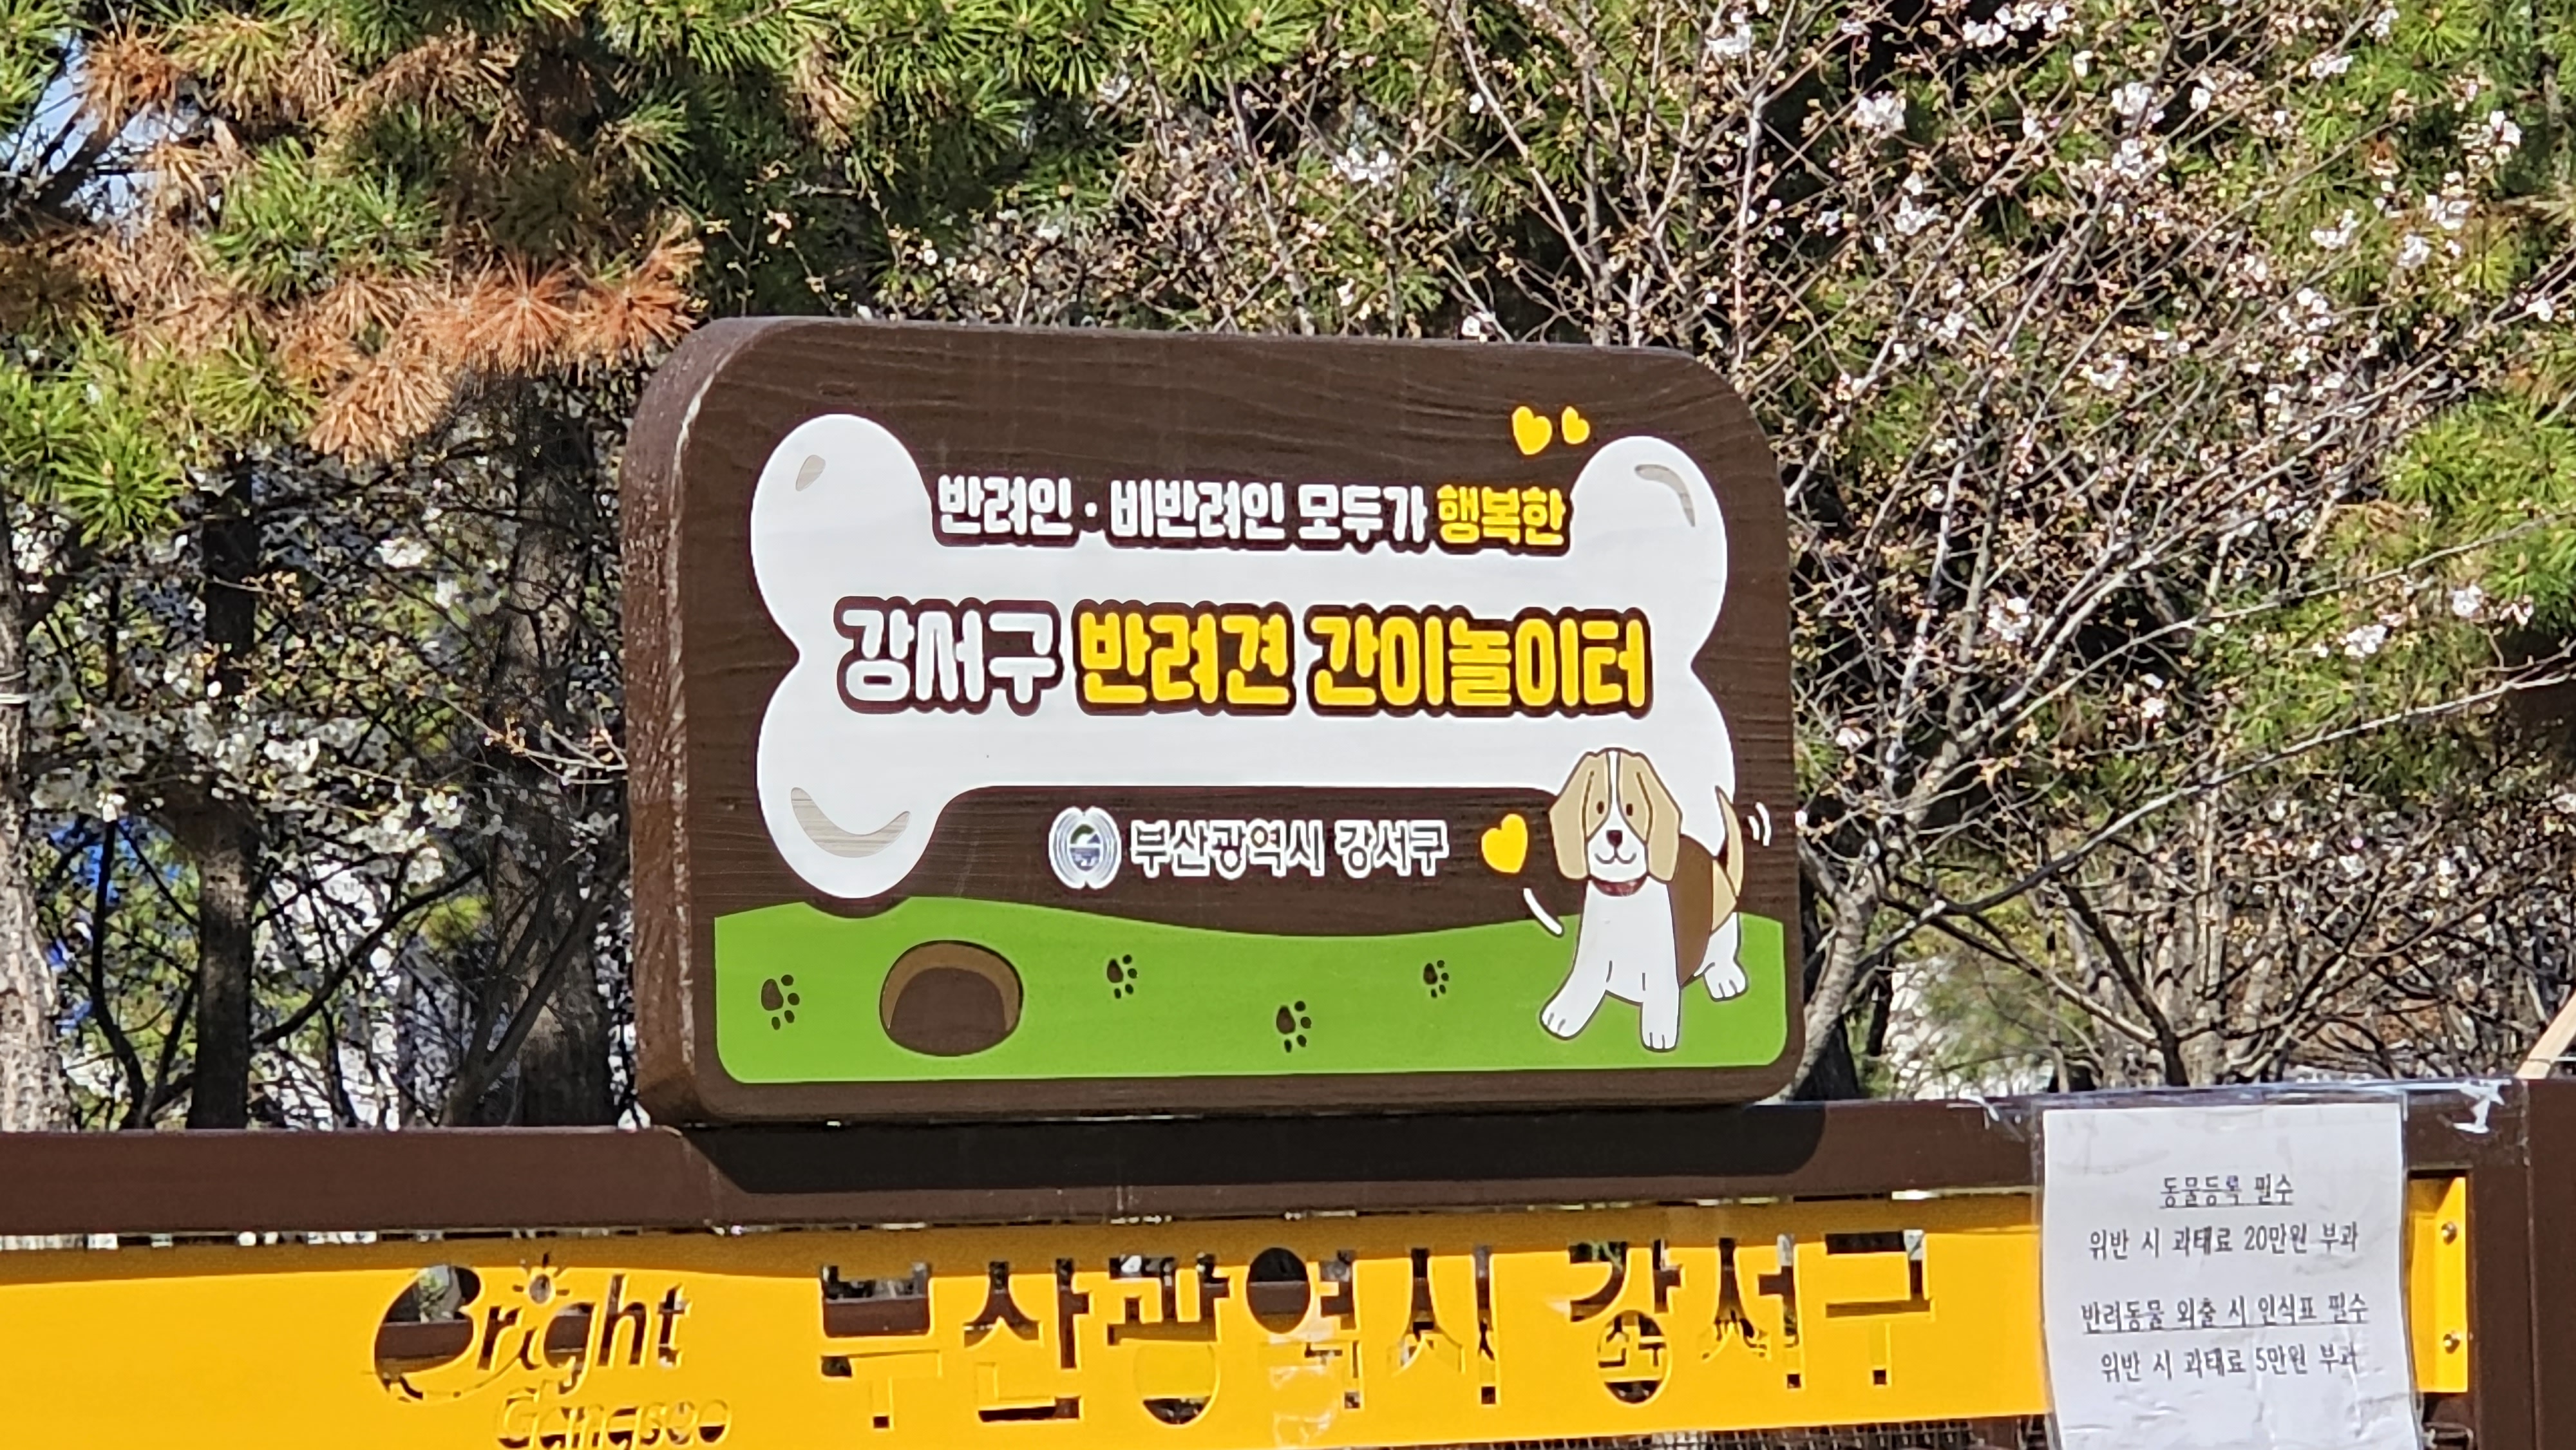 반려인·비반려인 모두가 행복한
강서구 반려견 간이놀이터
부산광역시 강서구
Bright
Gangseo
부산광역시 강서구
동물등록 필수
위반 시 과태료 20만원 부과
반려동물 외출 시 인식표 필수
위반 시 과태료 5만원 부과